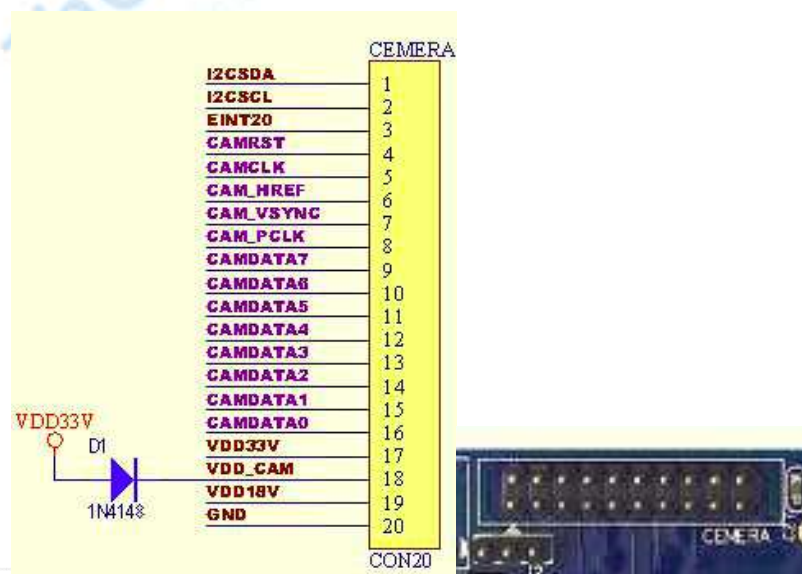 CEMERA
I2CSDA 1
I2CSCL 2
EINT20 3
CAMRST 4
CAMCLK 5
CAM_HREF 6
CAM_VSYNC 7
CAM_PCLK 8
CAMDATA7 9
CAMDATA6 10
CAMDATA5 11
CAMDATA4 12
CAMDATA3 13
CAMDATA2 14
CAMDATA1 15
CAMDATA0 16
VDD33V
VDD33V 17
D1
VDD_CAM 18
VDD18V 19
1N4148
GND 20
CON20
CEMERA